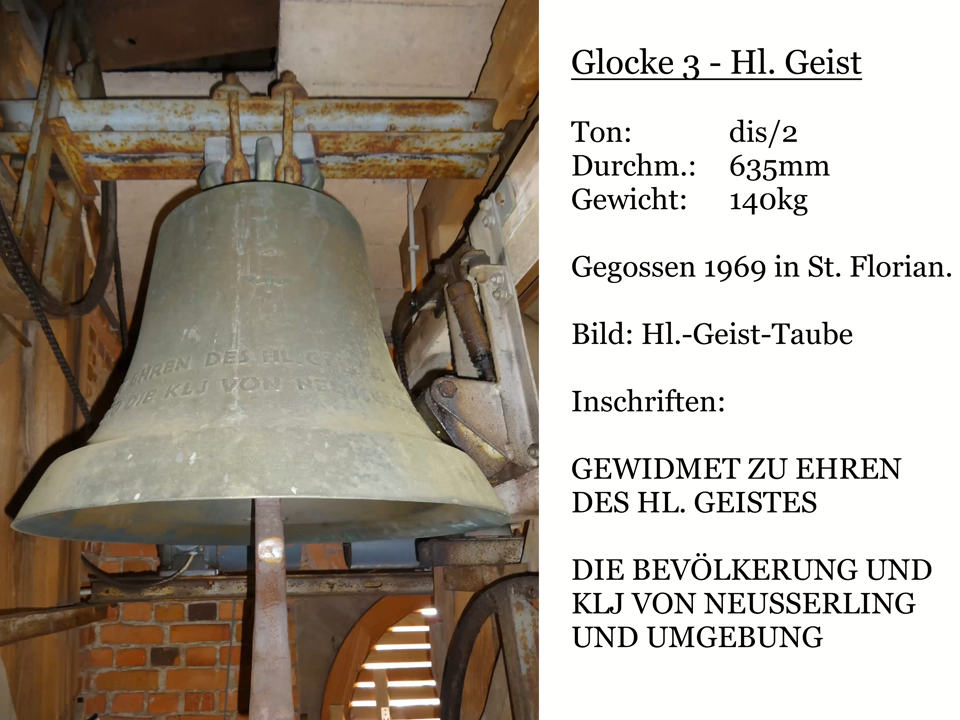 Glocke 3 - Hl. Geist
Ton: dis/2
Durchm.: 635mm
Gewicht: 140kg
Gegossen 1969 in St. Florian.
Bild: Hl.-Geist-Taube
Inschriften:
GEWIDMET ZU EHREN
DES HL. GEISTES
DIE BEVÖLKERUNG UND
KLJ VON NEUSSERLING
UND UMGEBUNG
EHREN DES HL.
DIE KLJ VON